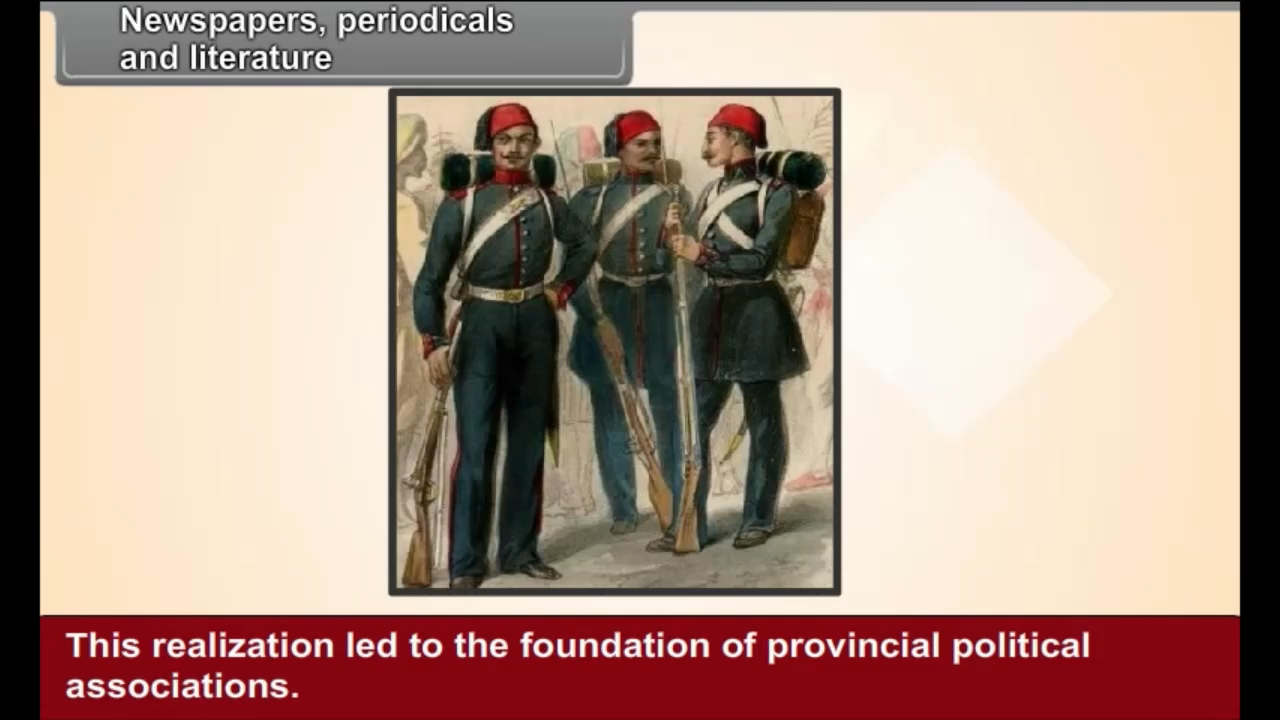 Newspapers, periodicals
and literature
This realization led to the foundation of provincial political
associations.